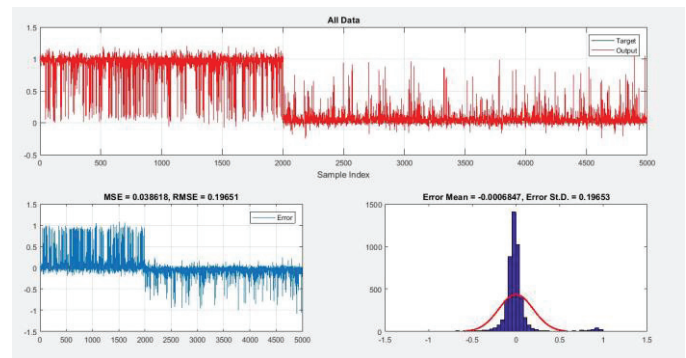 All Data
1.5
Target
Output
1
0.5
0
-0.5
0 500 1000 1500 2000 2500 3000 3500 4000 4500 5000
Sample Index
MSE = 0.038618, RMSE = 0.19651
1.5
Error
1
0.5
0
-0.5
-1
-1.5
0 500 1000 1500 2000 2500 3000 3500 4000 4500 5000
Error Mean = -0.0006847, Error St.D. = 0.19653
1500
1000
500
0
-1.5 -1 -0.5 0 0.5 1 1.5